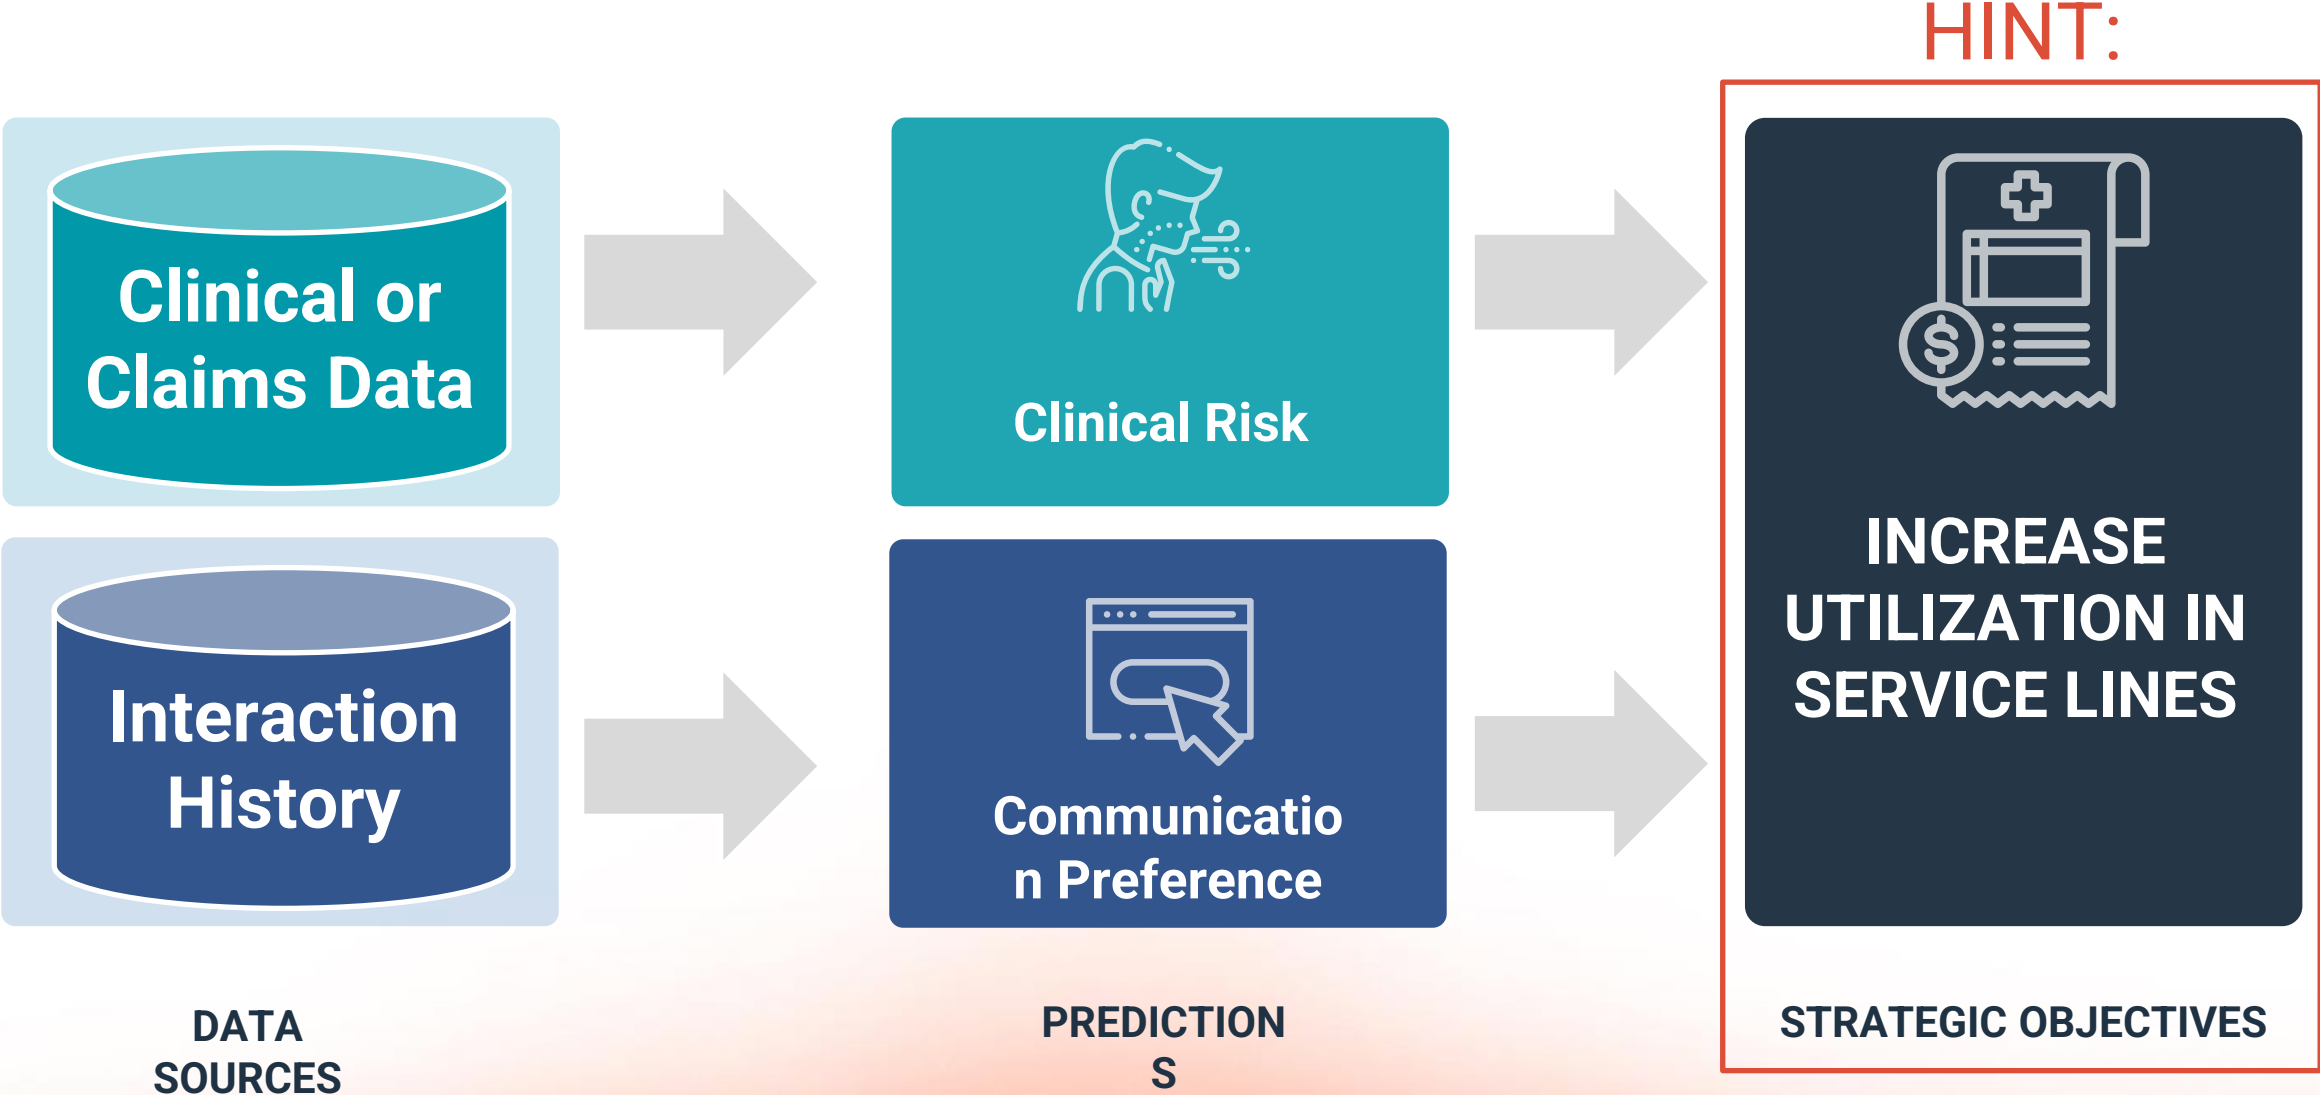 HINT:
Clinical or
Claims Data
Clinical Risk
$
INCREASE
UTILIZATION IN
SERVICE LINES
Interaction
History
Communicatio
n Preference
DATA
SOURCES
PREDICTION
S
STRATEGIC OBJECTIVES